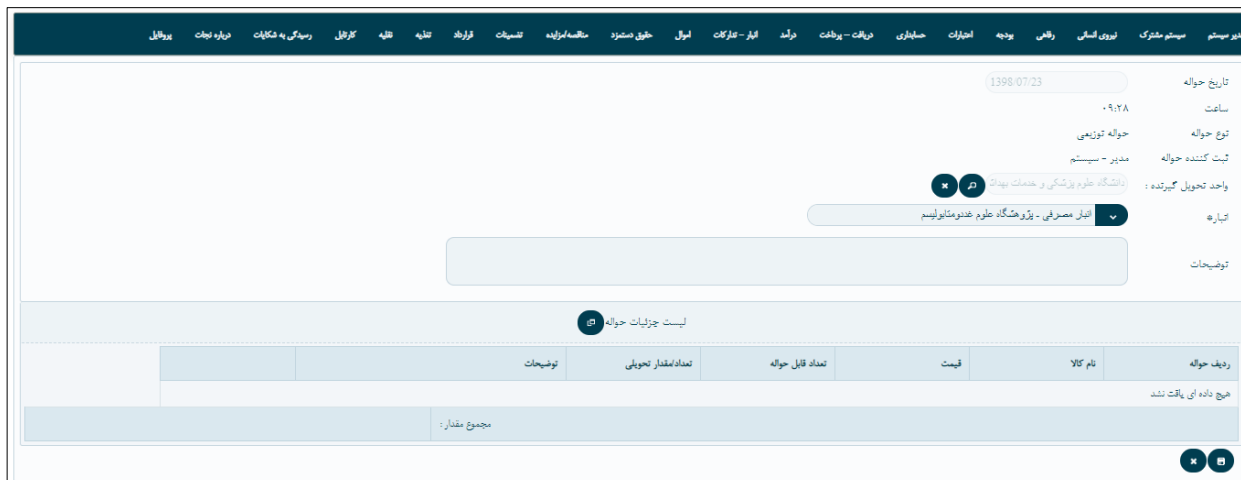 مدیر سیستم سیستم مشترک نیروی انسانی رفاهی بودجه اعتبارات حسابداری دریافت – پرداخت درآمد انبار – تدارکات اموال حقوق دستمزد مناقصه/مزایده تضمینات قرارداد تغذیه نقلیه کارتابل رسیدگی به شکایات درباره نجات پروفایل
تاریخ حواله 1398/07/23
ساعت ۰۹:۲۸
نوع حواله حواله توزیعی
ثبت کننده حواله مدیر - سیستم
واحد تحویل گیرنده : دانشگاه علوم پزشکی و خدمات بهداش
انبار* انبار مصرفی - پژوهشگاه علوم غددومتابولیسم
توضیحات
لیست جزئیات حواله
ردیف حواله نام کالا قیمت تعداد قابل حواله تعداد/مقدار تحویلی توضیحات
هیچ داده ای یافت نشد
مجموع مقدار :